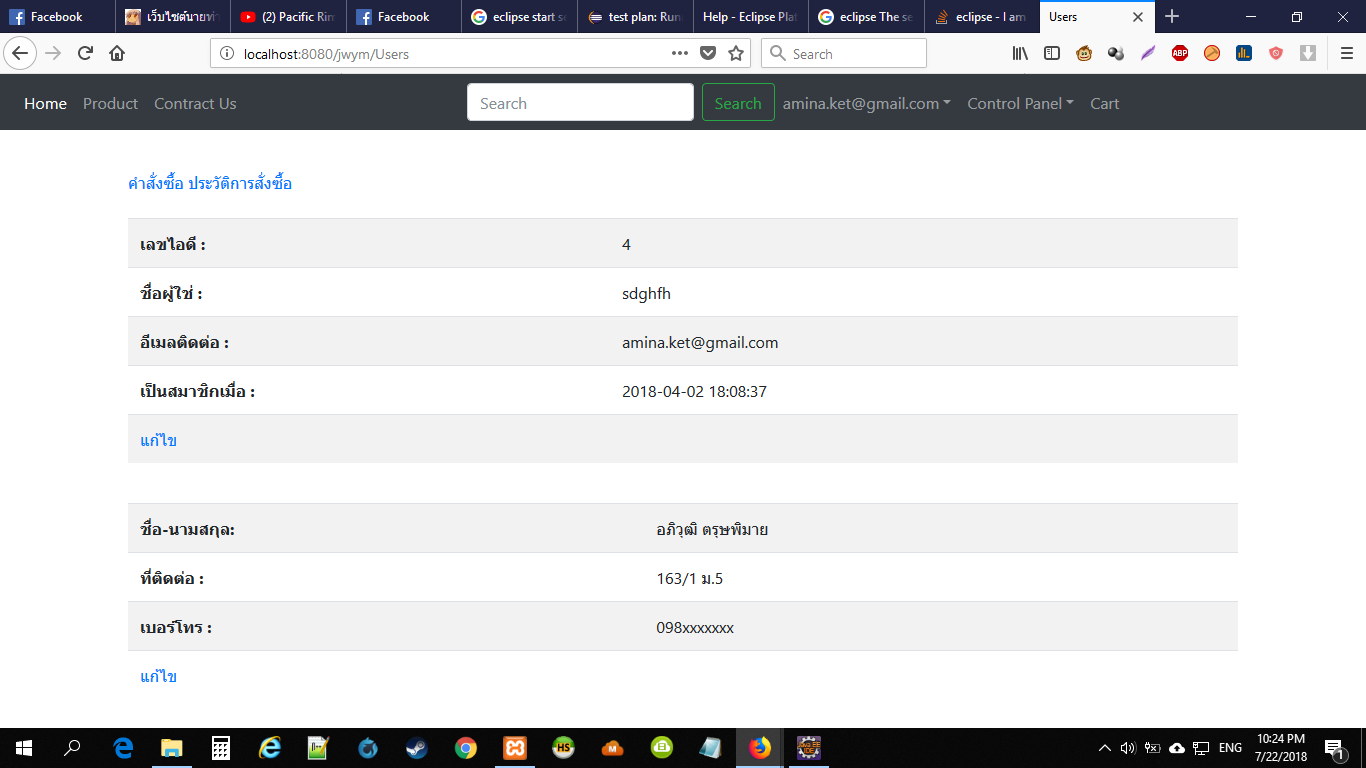 Facebook เว็บไซต์นายท่า (2) Pacific Rim Facebook eclipse start se test plan: Run Help - Eclipse Plat eclipse The se eclipse - I am Users
localhost:8080/jwym/Users Search
Home Product Contract Us Search Search amina.ket@gmail.com Control Panel Cart
คำสั่งซื้อ ประวัติการสั่งซื้อ
เลขไอดี : 4
ชื่อผู้ใช่ : sdghfh
อีเมลติดต่อ : amina.ket@gmail.com
เป็นสมาชิกเมื่อ : 2018-04-02 18:08:37
แก้ไข
ชื่อ-นามสกุล: อภิวุฒิ ตรุษพิมาย
ที่ติดต่อ : 163/1 ม.5
เบอร์โทร : 098xxxxxxx
แก้ไข
ENG 10:24 PM
7/22/2018 1